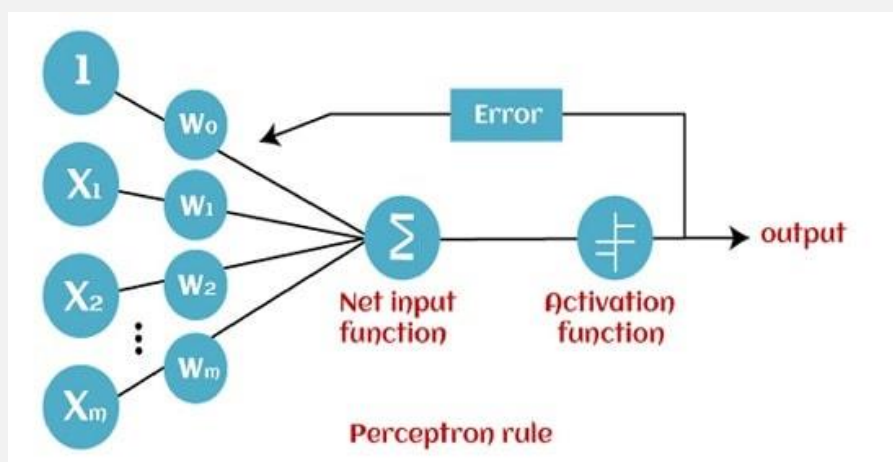 1
W0
Error
X1
W1
Σ
output
X2
W2
Net input
function
Activation
function
Xm
Wm
Perceptron rule